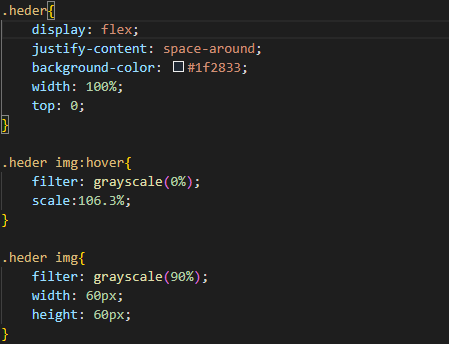 .heder{
display: flex;
justify-content: space-around;
background-color: #1f2833;
width: 100%;
top: 0;
}
.heder img:hover{
filter: grayscale(0%);
scale:106.3%;
}
.heder img{
filter: grayscale(90%);
width: 60px;
height: 60px;
}